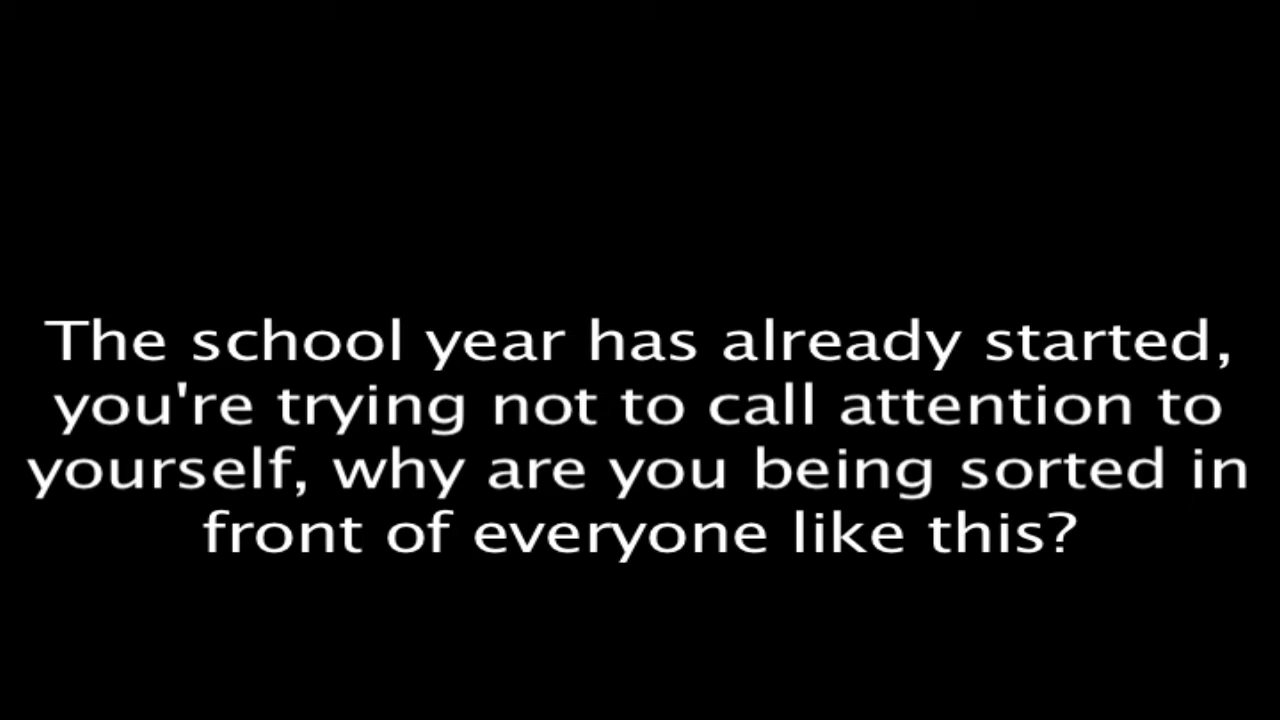 The school year has already started,
you're trying not to call attention to
yourself, why are you being sorted in
front of everyone like this?